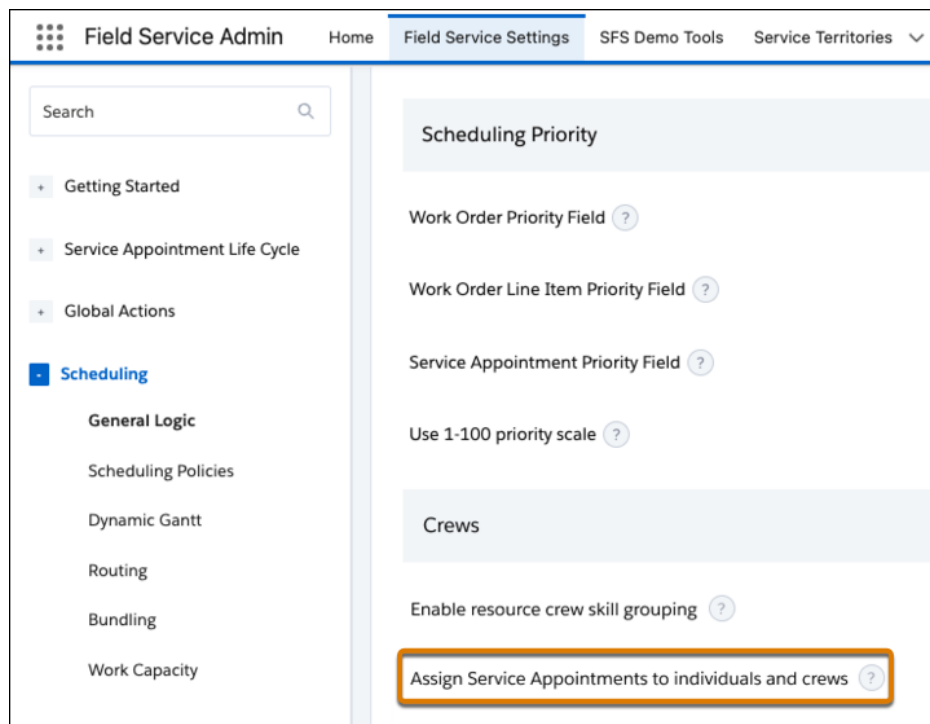 Field Service Admin Home Field Service Settings SFS Demo Tools Service Territories
Search
+ Getting Started
+ Service Appointment Life Cycle
+ Global Actions
- Scheduling
General Logic
Scheduling Policies
Dynamic Gantt
Routing
Bundling
Work Capacity
Scheduling Priority
Work Order Priority Field ?
Work Order Line Item Priority Field ?
Service Appointment Priority Field ?
Use 1-100 priority scale ?
Crews
Enable resource crew skill grouping ?
Assign Service Appointments to individuals and crews ?